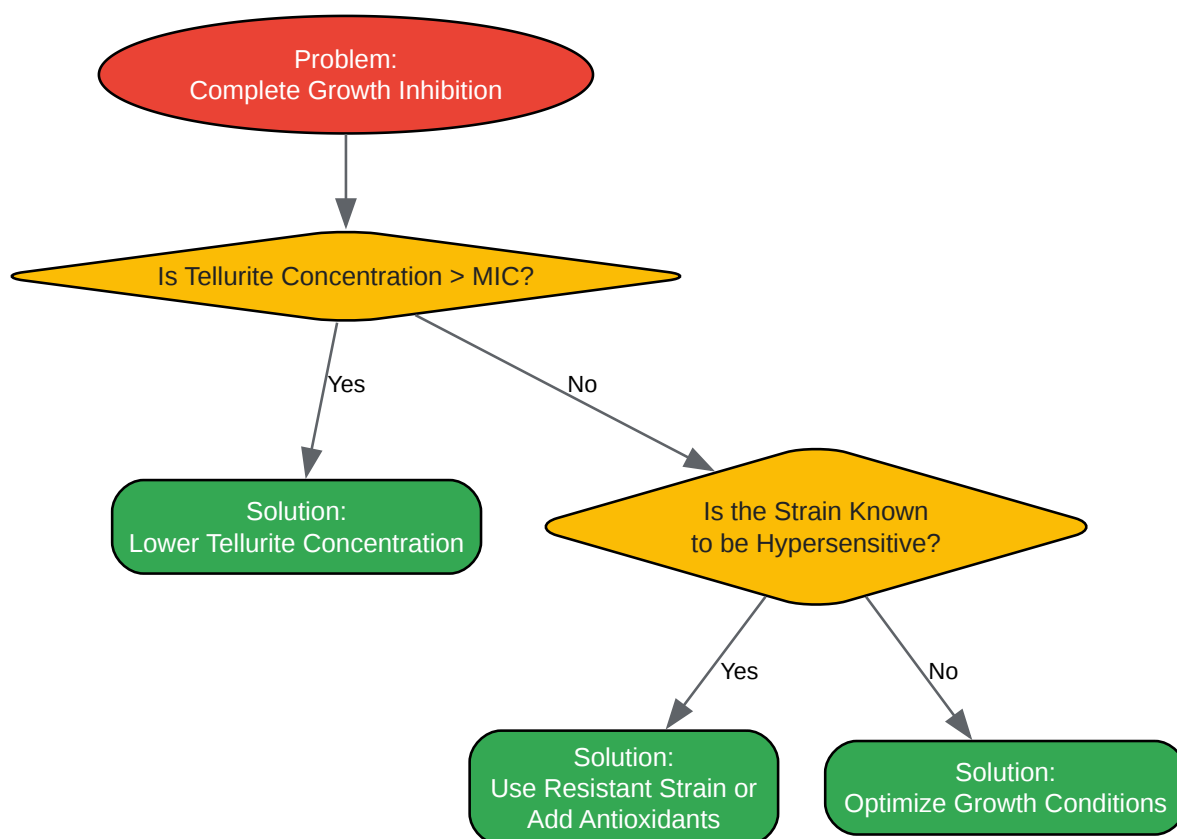 Problem:
Complete Growth Inhibition
Is Tellurite Concentration > MIC?
Yes
No
Solution:
Lower Tellurite Concentration
Is the Strain Known
to be Hypersensitive?
Yes
No
Solution:
Use Resistant Strain or
Add Antioxidants
Solution:
Optimize Growth Conditions